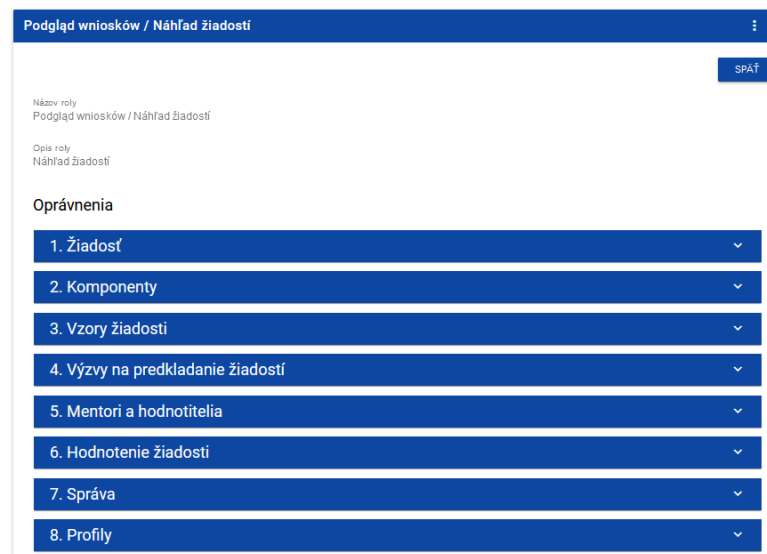 Podgląd wniosków / Náhľad žiadostí
SPÄŤ
Názov roly
Podgląd wniosków / Náhľad žiadostí
Opis roly
Náhľad žiadostí
Oprávnenia
1. Žiadosť
2. Komponenty
3. Vzory žiadosti
4. Výzvy na predkladanie žiadostí
5. Mentori a hodnotitelia
6. Hodnotenie žiadosti
7. Správa
8. Profily